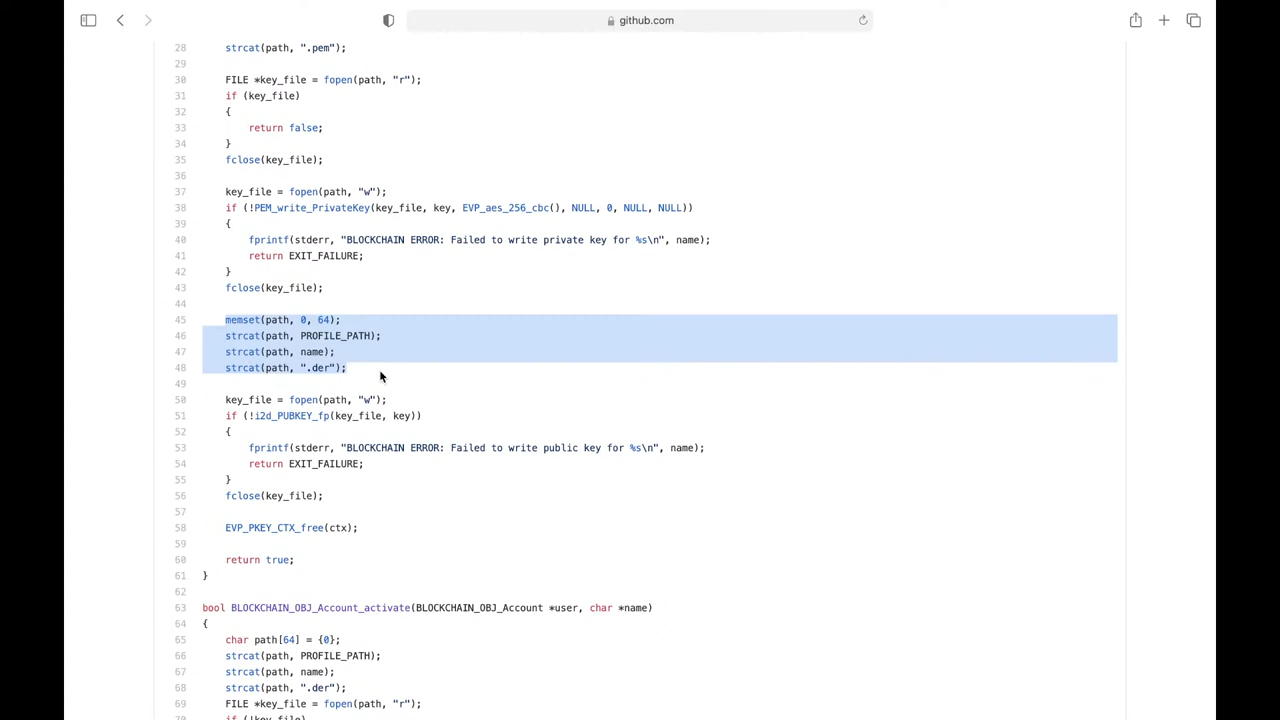 github.com
28 strcat(path, ".pem");
29
30 FILE *key_file = fopen(path, "r");
31 if (key_file)
32 {
33 return false;
34 }
35 fclose(key_file);
36
37 key_file = fopen(path, "w");
38 if (!PEM_write_PrivateKey(key_file, key, EVP_aes_256_cbc(), NULL, 0, NULL, NULL))
39 {
40 fprintf(stderr, "BLOCKCHAIN ERROR: Failed to write private key for %s\n", name);
41 return EXIT_FAILURE;
42 }
43 fclose(key_file);
44
45 memset(path, 0, 64);
46 strcat(path, PROFILE_PATH);
47 strcat(path, name);
48 strcat(path, ".der");
49
50 key_file = fopen(path, "w");
51 if (!i2d_PUBKEY_fp(key_file, key))
52 {
53 fprintf(stderr, "BLOCKCHAIN ERROR: Failed to write public key for %s\n", name);
54 return EXIT_FAILURE;
55 }
56 fclose(key_file);
57
58 EVP_PKEY_CTX_free(ctx);
59
60 return true;
61 }
62
63 bool BLOCKCHAIN_OBJ_Account_activate(BLOCKCHAIN_OBJ_Account *user, char *name)
64 {
65 char path[64] = {0};
66 strcat(path, PROFILE_PATH);
67 strcat(path, name);
68 strcat(path, ".der");
69 FILE *key_file = fopen(path, "r");
70 if (!key_file)